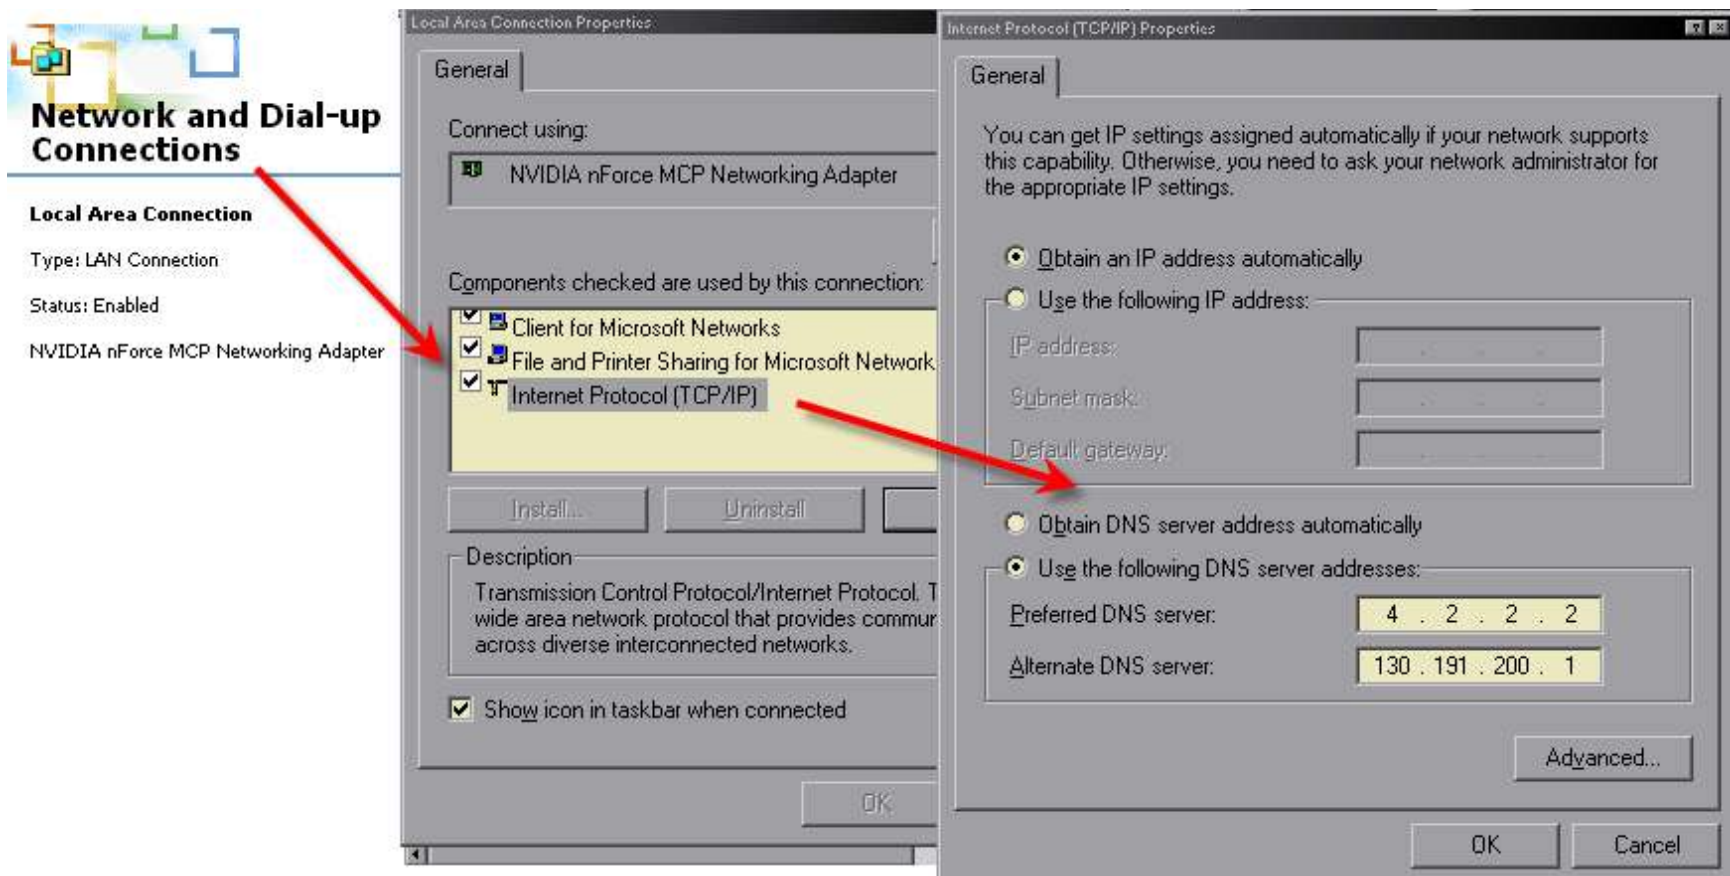 Network and Dial-up
Connections
Local Area Connection
Type: LAN Connection
Status: Enabled
NVIDIA nForce MCP Networking Adapter
Local Area Connection Properties
General
Connect using:
NVIDIA nForce MCP Networking Adapter
Components checked are used by this connection:
Client for Microsoft Networks
File and Printer Sharing for Microsoft Network
Internet Protocol (TCP/IP)
Install...
Uninstall
Description
Transmission Control Protocol/Internet Protocol. T
wide area network protocol that provides commun
across diverse interconnected networks.
Show icon in taskbar when connected
OK
Internet Protocol (TCP/IP) Properties
General
You can get IP settings assigned automatically if your network supports
this capability. Otherwise, you need to ask your network administrator for
the appropriate IP settings.
Obtain an IP address automatically
Use the following IP address:
IP address:
Subnet mask:
Default gateway:
Obtain DNS server address automatically
Use the following DNS server addresses:
Preferred DNS server:
4 . 2 . 2 . 2
Alternate DNS server:
130 . 191 . 200 . 1
Advanced...
OK
Cancel